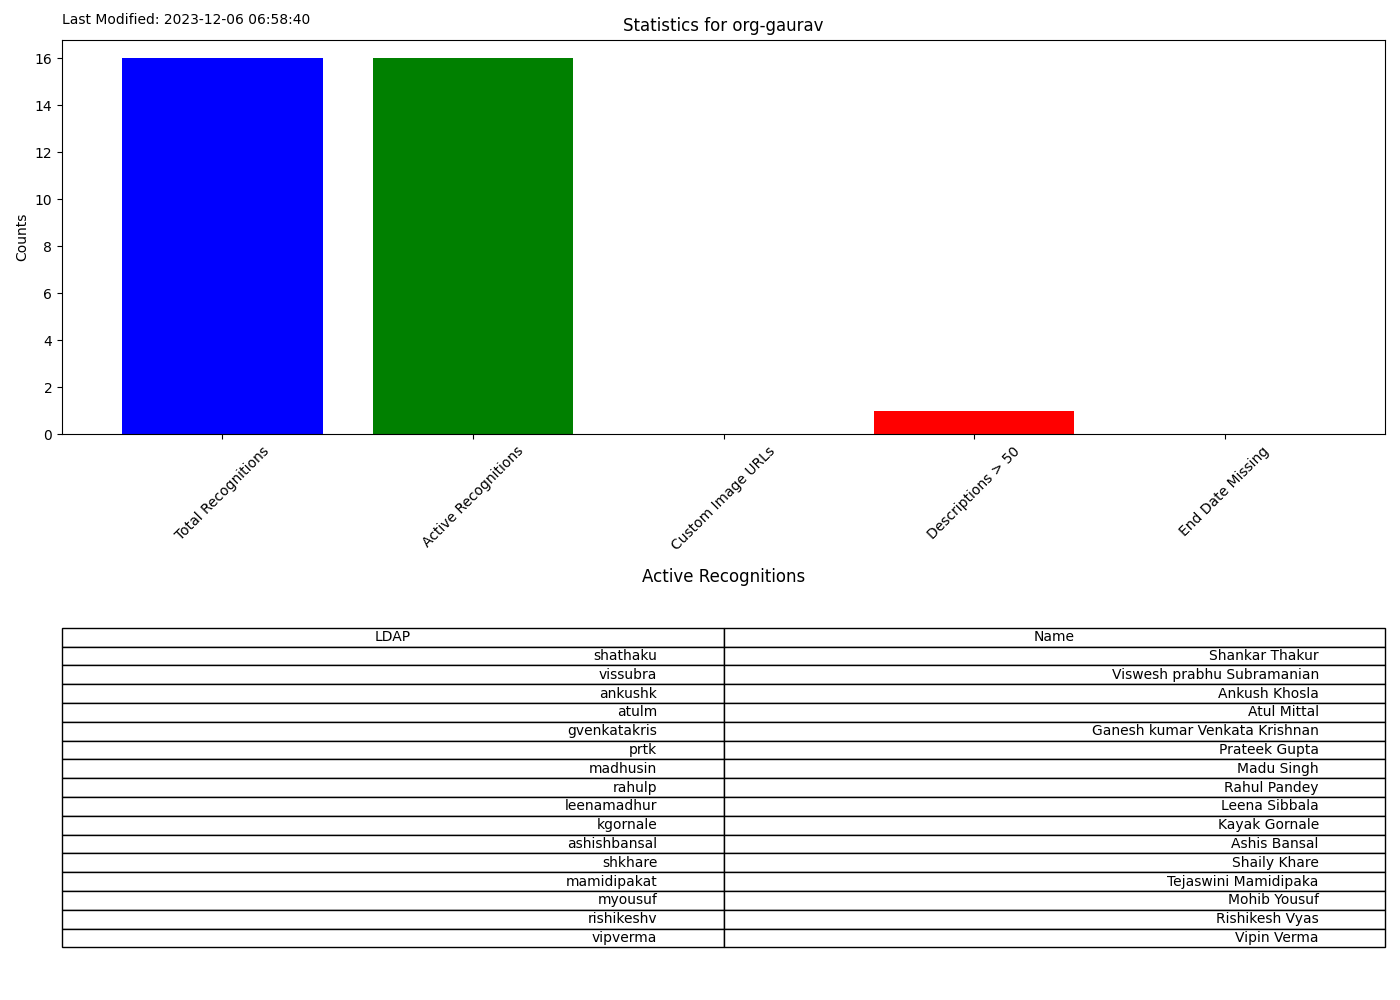 Last Modified: 2023-12-06 06:58:40
Statistics for org-gaurav
16
14
12
10
8
6
4
2
0
Counts
Total Recognitions
Active Recognitions
Custom Image URLs
Descriptions > 50
End Date Missing
Active Recognitions
LDAP Name
shathaku Shankar Thakur
vissubra Viswesh prabhu Subramanian
ankushk Ankush Khosla
atulm Atul Mittal
gvenkatakris Ganesh kumar Venkata Krishnan
prtk Prateek Gupta
madhusin Madu Singh
rahulp Rahul Pandey
leenamadhur Leena Sibbala
kgornale Kayak Gornale
ashishbansal Ashis Bansal
shkhare Shaily Khare
mamidipakat Tejaswini Mamidipaka
myousuf Mohib Yousuf
rishikeshv Rishikesh Vyas
vipverma Vipin Verma